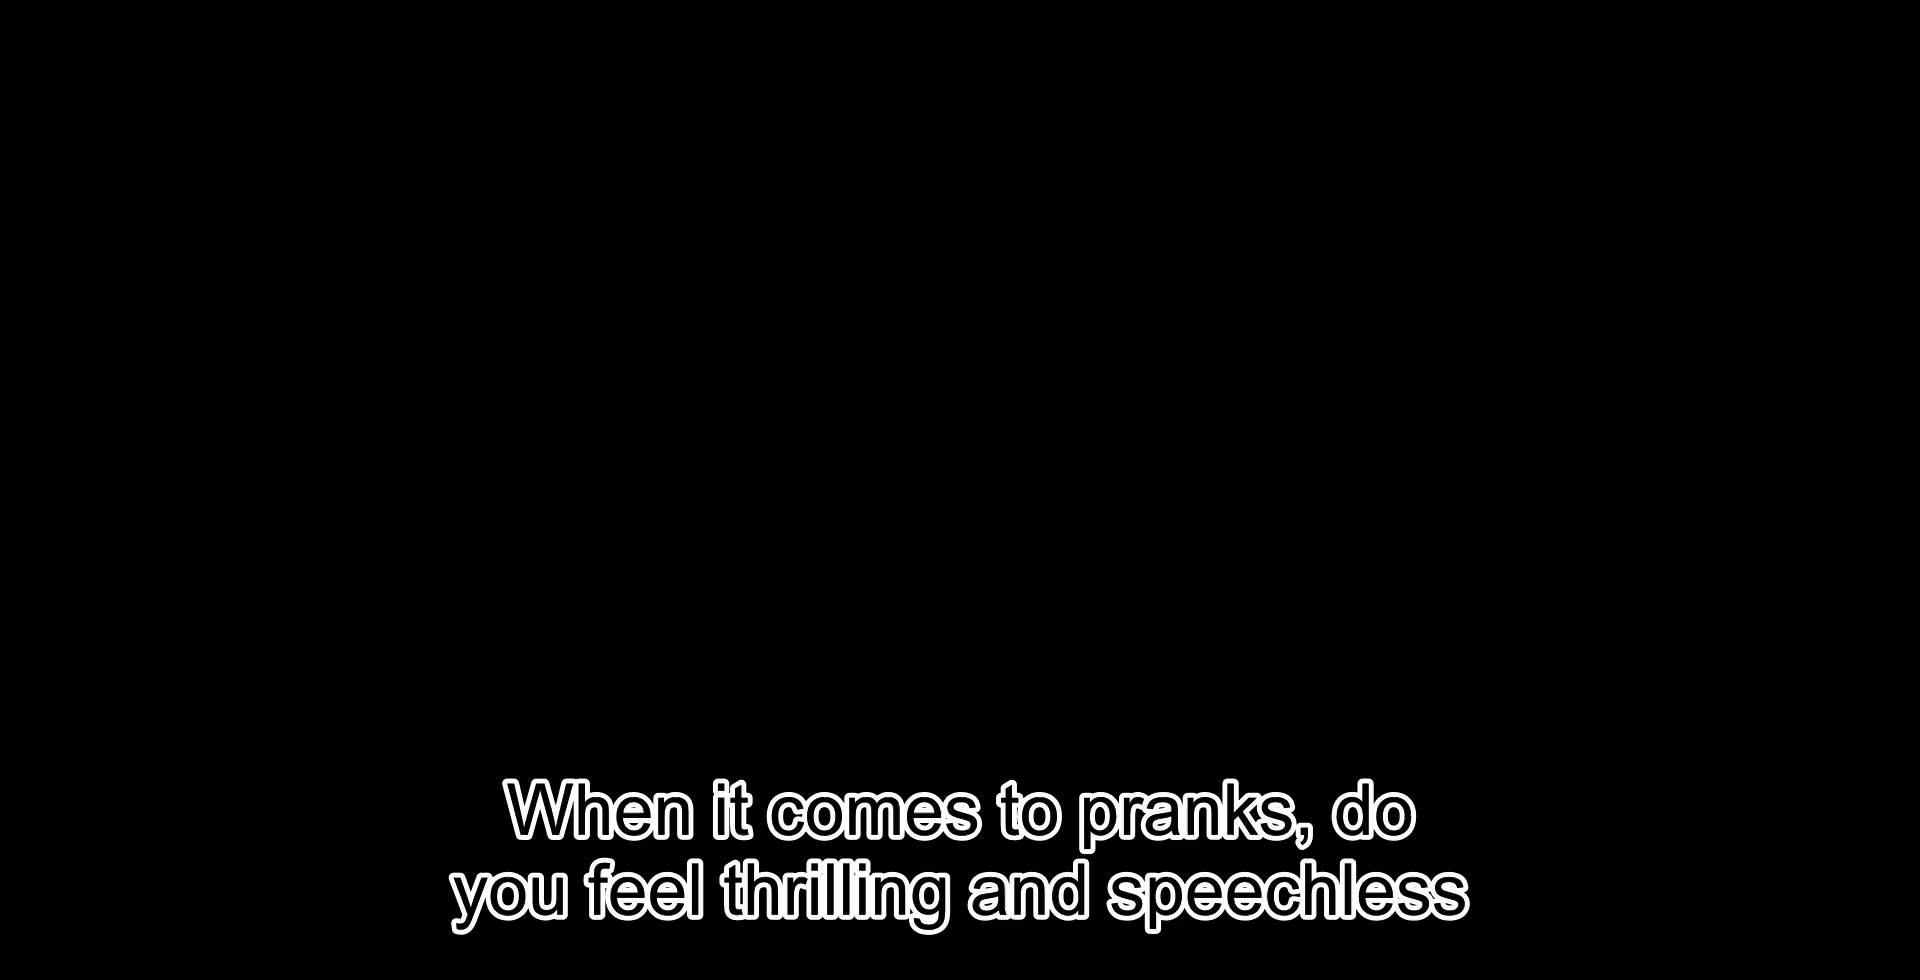 When it comes to pranks, do
you feel thrilling and speechless